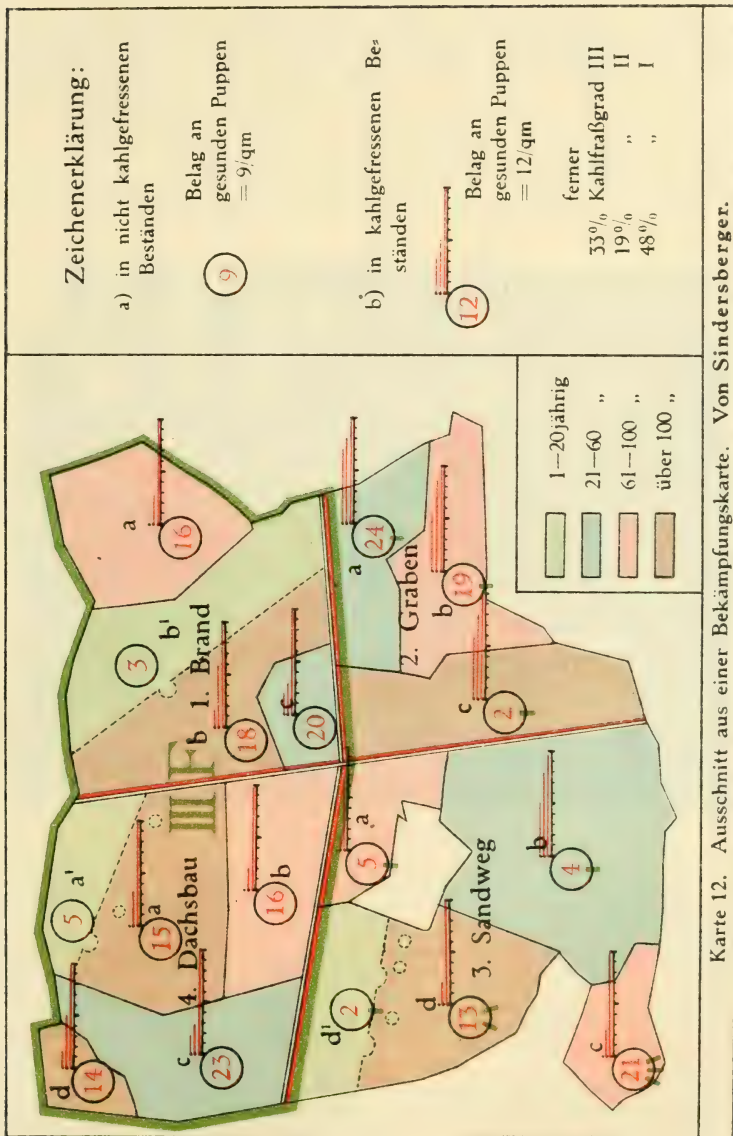 Zeichenerklärung:
a) in nicht kahlgefressenen
Beständen
9
Belag an
gesunden Puppen
= 9/qm
b) in kahlgefressenen Be-
ständen
12
Belag an
gesunden Puppen
= 12/qm
ferner
33% Kahlfraßgrad III
19% „ II
48% „ I
1—20jährig
21—60 „
61—100 „
über 100 „
III F
1. Brand
a
16
b¹
3
b
18
c
20
2. Graben
a
24
b
19
c
2
3. Sandweg
a
5
b
4
c
21
d
13
d¹
2
4. Dachsbau
a¹
5
a
15
b
16
c
23
d
14
Karte 12. Ausschnitt aus einer Bekämpfungskarte. Von Sindersberger.